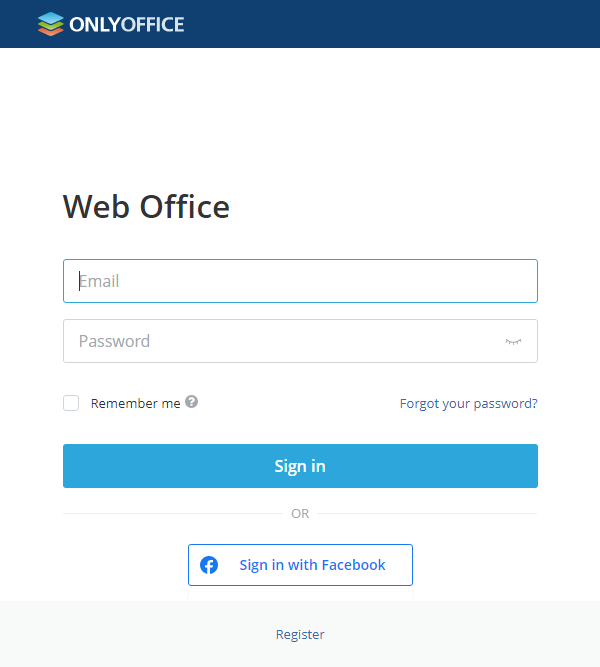 ONLYOFFICE
Web Office
Email
Password
Remember me ?
Forgot your password?
Sign in
OR
Sign in with Facebook
Register